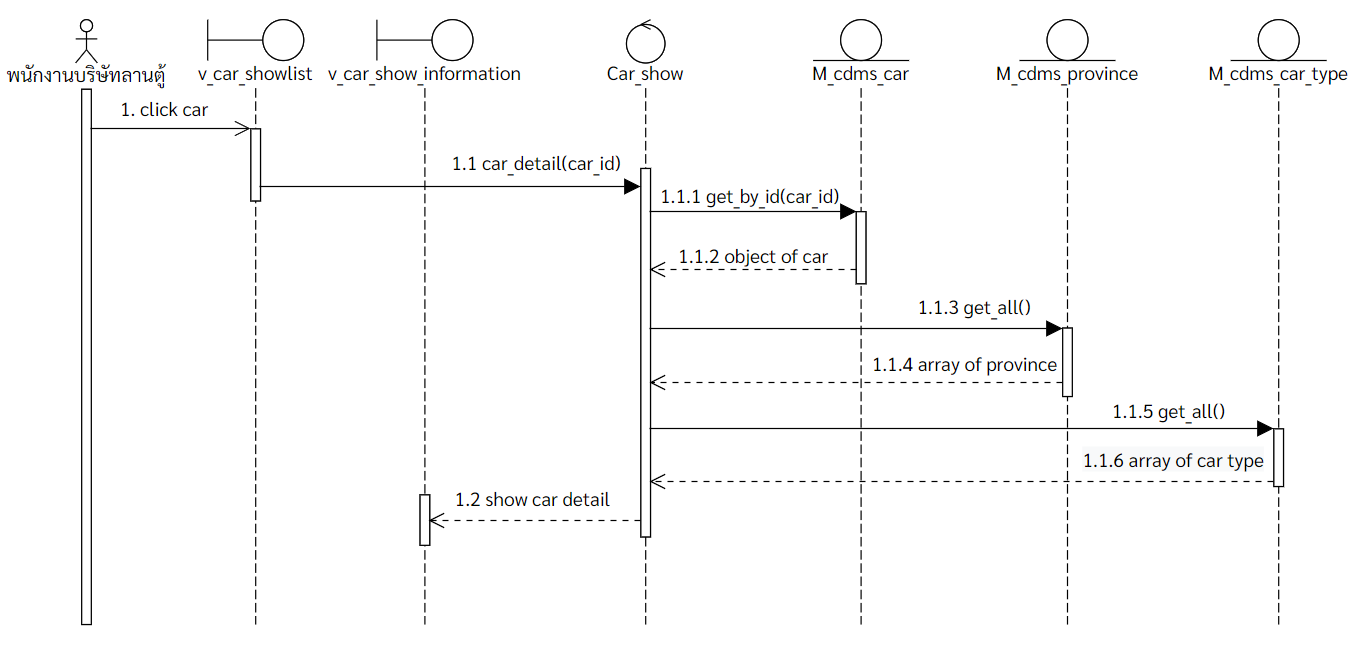 พนักงานบริษัทลานตู้
v_car_showlist
v_car_show_information
Car_show
M_cdms_car
M_cdms_province
M_cdms_car_type
1. click car
1.1 car_detail(car_id)
1.1.1 get_by_id(car_id)
1.1.2 object of car
1.1.3 get_all()
1.1.4 array of province
1.1.5 get_all()
1.1.6 array of car type
1.2 show car detail